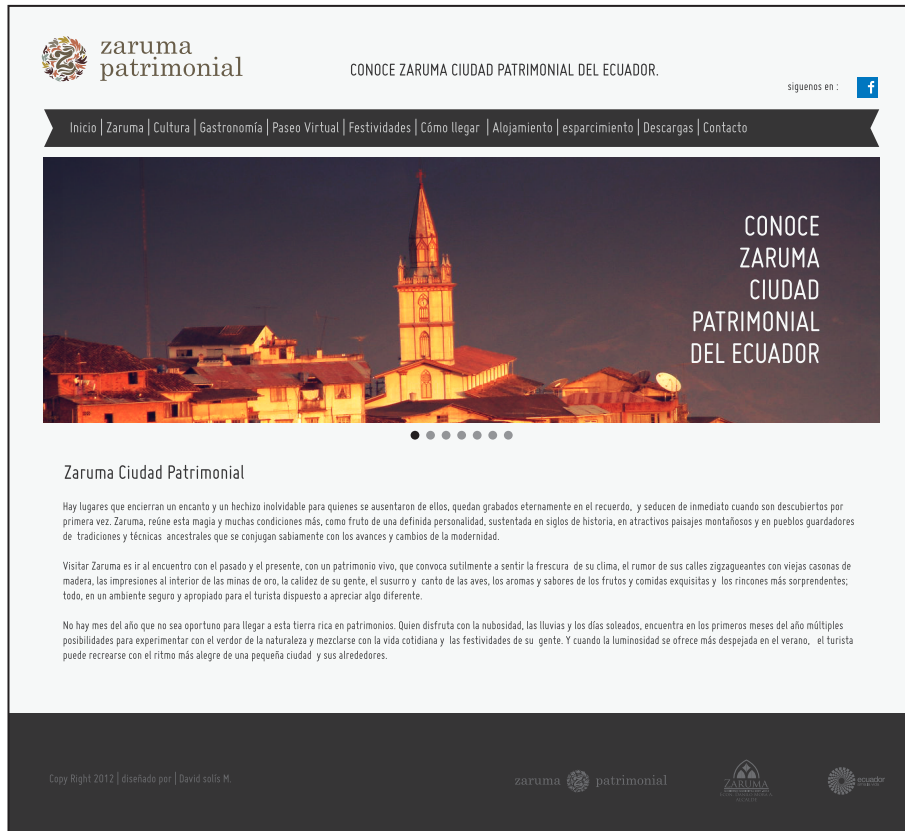 zaruma
patrimonial
CONOCE ZARUMA CIUDAD PATRIMONIAL DEL ECUADOR.
siguenos en :
f
Inicio | Zaruma | Cultura | Gastronomía | Paseo Virtual | Festividades | Cómo llegar | Alojamiento | esparcimiento | Descargas | Contacto
CONOCE
ZARUMA
CIUDAD
PATRIMONIAL
DEL ECUADOR
Zaruma Ciudad Patrimonial
Hay lugares que encierran un encanto y un hechizo inolvidable para quienes se ausentaron de ellos, quedan grabados eternamente en el recuerdo, y seducen de inmediato cuando son descubiertos por
primera vez. Zaruma, reúne esta magia y muchas condiciones más, como fruto de una definida personalidad, sustentada en siglos de historia, en atractivos paisajes montañosos y en pueblos guardadores
de tradiciones y técnicas ancestrales que se conjugan sabiamente con los avances y cambios de la modernidad.
Visitar Zaruma es ir al encuentro con el pasado y el presente, con un patrimonio vivo, que convoca sutilmente a sentir la frescura de su clima, el rumor de sus calles zigzagueantes con viejas casonas de
madera, las impresiones al interior de las minas de oro, la calidez de su gente, el susurro y canto de las aves, los aromas y sabores de los frutos y comidas exquisitas y los rincones más sorprendentes;
todo, en un ambiente seguro y apropiado para el turista dispuesto a apreciar algo diferente.
No hay mes del año que no sea oportuno para llegar a esta tierra rica en patrimonios. Quien disfruta con la nubosidad, las lluvias y los días soleados, encuentra en los primeros meses del año múltiples
posibilidades para experimentar con el verdor de la naturaleza y mezclarse con la vida cotidiana y las festividades de su gente. Y cuando la luminosidad se ofrece más despejada en el verano, el turista
puede recrearse con el ritmo más alegre de una pequeña ciudad y sus alrededores.
Copy Right 2012 | diseñado por | David solís M.
zaruma patrimonial
ZARUMA
ecuador